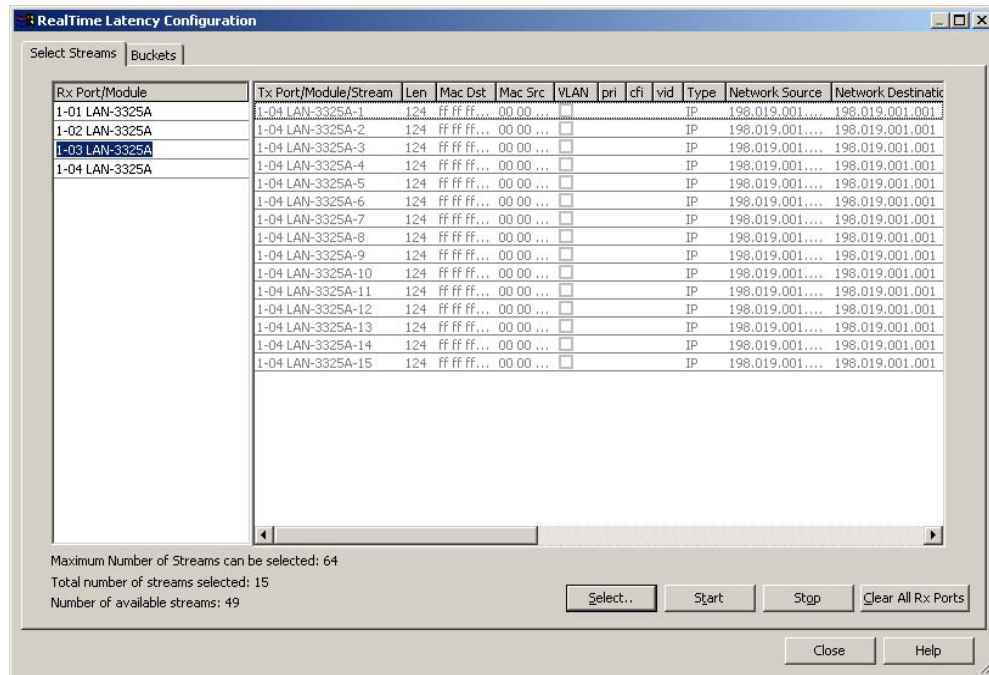 RealTime Latency Configuration
Select Streams Buckets
Rx Port/Module
1-01 LAN-3325A
1-02 LAN-3325A
1-03 LAN-3325A
1-04 LAN-3325A
Tx Port/Module/Stream Len Mac Dst Mac Src VLAN pri cfi vid Type Network Source Network Destinatic
1-04 LAN-3325A-1 124 ff ff ff... 00 00 ... IP 198.019.001.... 198.019.001.001
1-04 LAN-3325A-2 124 ff ff ff... 00 00 ... IP 198.019.001.... 198.019.001.001
1-04 LAN-3325A-3 124 ff ff ff... 00 00 ... IP 198.019.001.... 198.019.001.001
1-04 LAN-3325A-4 124 ff ff ff... 00 00 ... IP 198.019.001.... 198.019.001.001
1-04 LAN-3325A-5 124 ff ff ff... 00 00 ... IP 198.019.001.... 198.019.001.001
1-04 LAN-3325A-6 124 ff ff ff... 00 00 ... IP 198.019.001.... 198.019.001.001
1-04 LAN-3325A-7 124 ff ff ff... 00 00 ... IP 198.019.001.... 198.019.001.001
1-04 LAN-3325A-8 124 ff ff ff... 00 00 ... IP 198.019.001.... 198.019.001.001
1-04 LAN-3325A-9 124 ff ff ff... 00 00 ... IP 198.019.001.... 198.019.001.001
1-04 LAN-3325A-10 124 ff ff ff... 00 00 ... IP 198.019.001.... 198.019.001.001
1-04 LAN-3325A-11 124 ff ff ff... 00 00 ... IP 198.019.001.... 198.019.001.001
1-04 LAN-3325A-12 124 ff ff ff... 00 00 ... IP 198.019.001.... 198.019.001.001
1-04 LAN-3325A-13 124 ff ff ff... 00 00 ... IP 198.019.001.... 198.019.001.001
1-04 LAN-3325A-14 124 ff ff ff... 00 00 ... IP 198.019.001.... 198.019.001.001
1-04 LAN-3325A-15 124 ff ff ff... 00 00 ... IP 198.019.001.... 198.019.001.001
Maximum Number of Streams can be selected: 64
Total number of streams selected: 15
Number of available streams: 49
Select.. Start Stop Clear All Rx Ports
Close Help